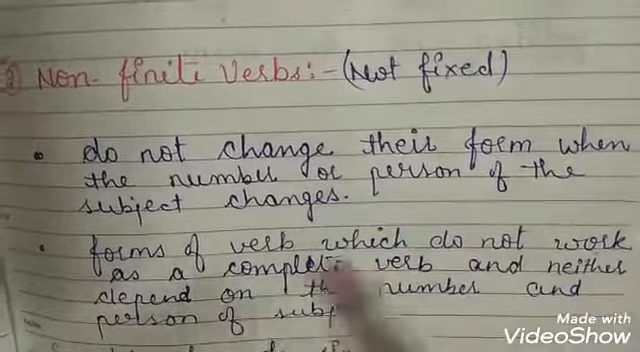 Non-finite Verbs:- (Not fixed)
do not change their form when
the number or person of the
subject changes.
forms of verb which do not work
as a complete verb and neither
depend on the number and
person of
Made with
VideoShow